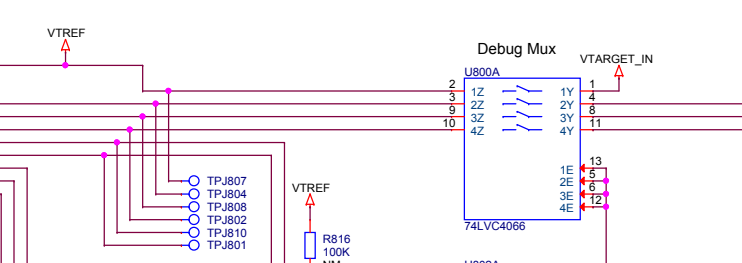 VTREF
Debug Mux
VTARGET_IN
U800A
2 1Z 1Y 1
3 2Z 2Y 4
9 3Z 3Y 8
10 4Z 4Y 11
1E 13
2E 5
3E 6
4E 12
74LVC4066
TPJ807
TPJ804
TPJ808
TPJ802
TPJ810
TPJ801
VTREF
R816
100K